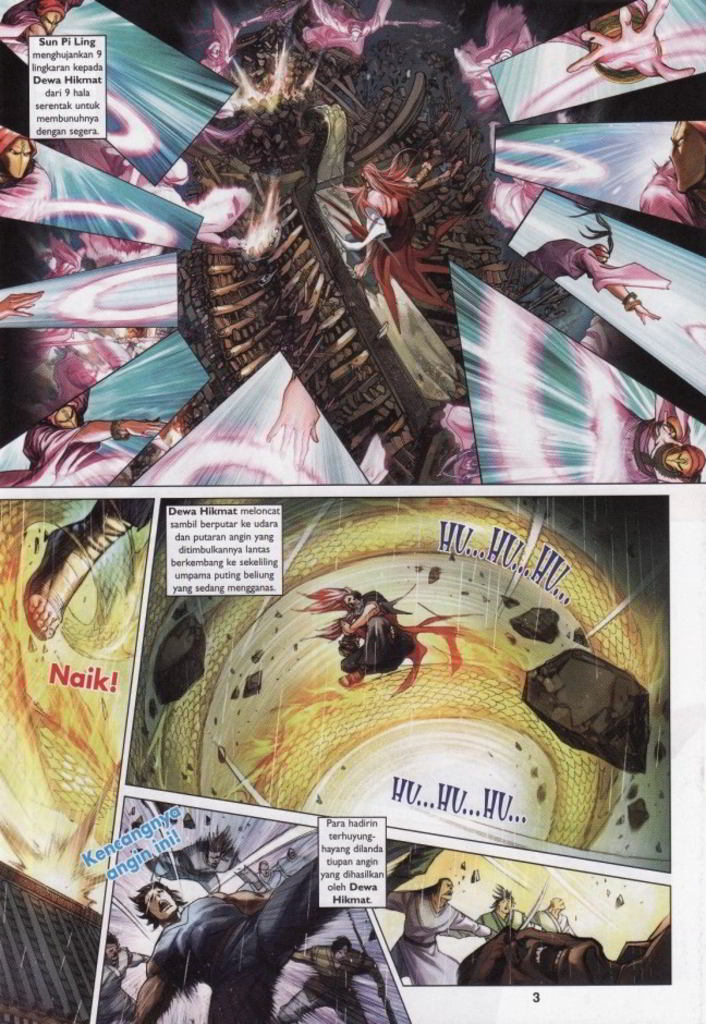 Sun Pi Ling
menghujankan 9
lingkaran kepada
Dewa Hikmat
dari 9 hala
serentak untuk
membunuhnya
dengan segera.
Dewa Hikmat meloncat
sambil berputar ke udara
dan putaran angin yang
ditimbulkannya lantas
berkembang ke sekeliling
umpama puting beliung
yang sedang mengganas.
HU...HU...HU...
Naik!
HU...HU...HU...
Kencangnya
angin ini!
Para hadirin
terhuyung-
hayang dilanda
tiupan angin
yang dihasilkan
oleh Dewa
Hikmat.
3